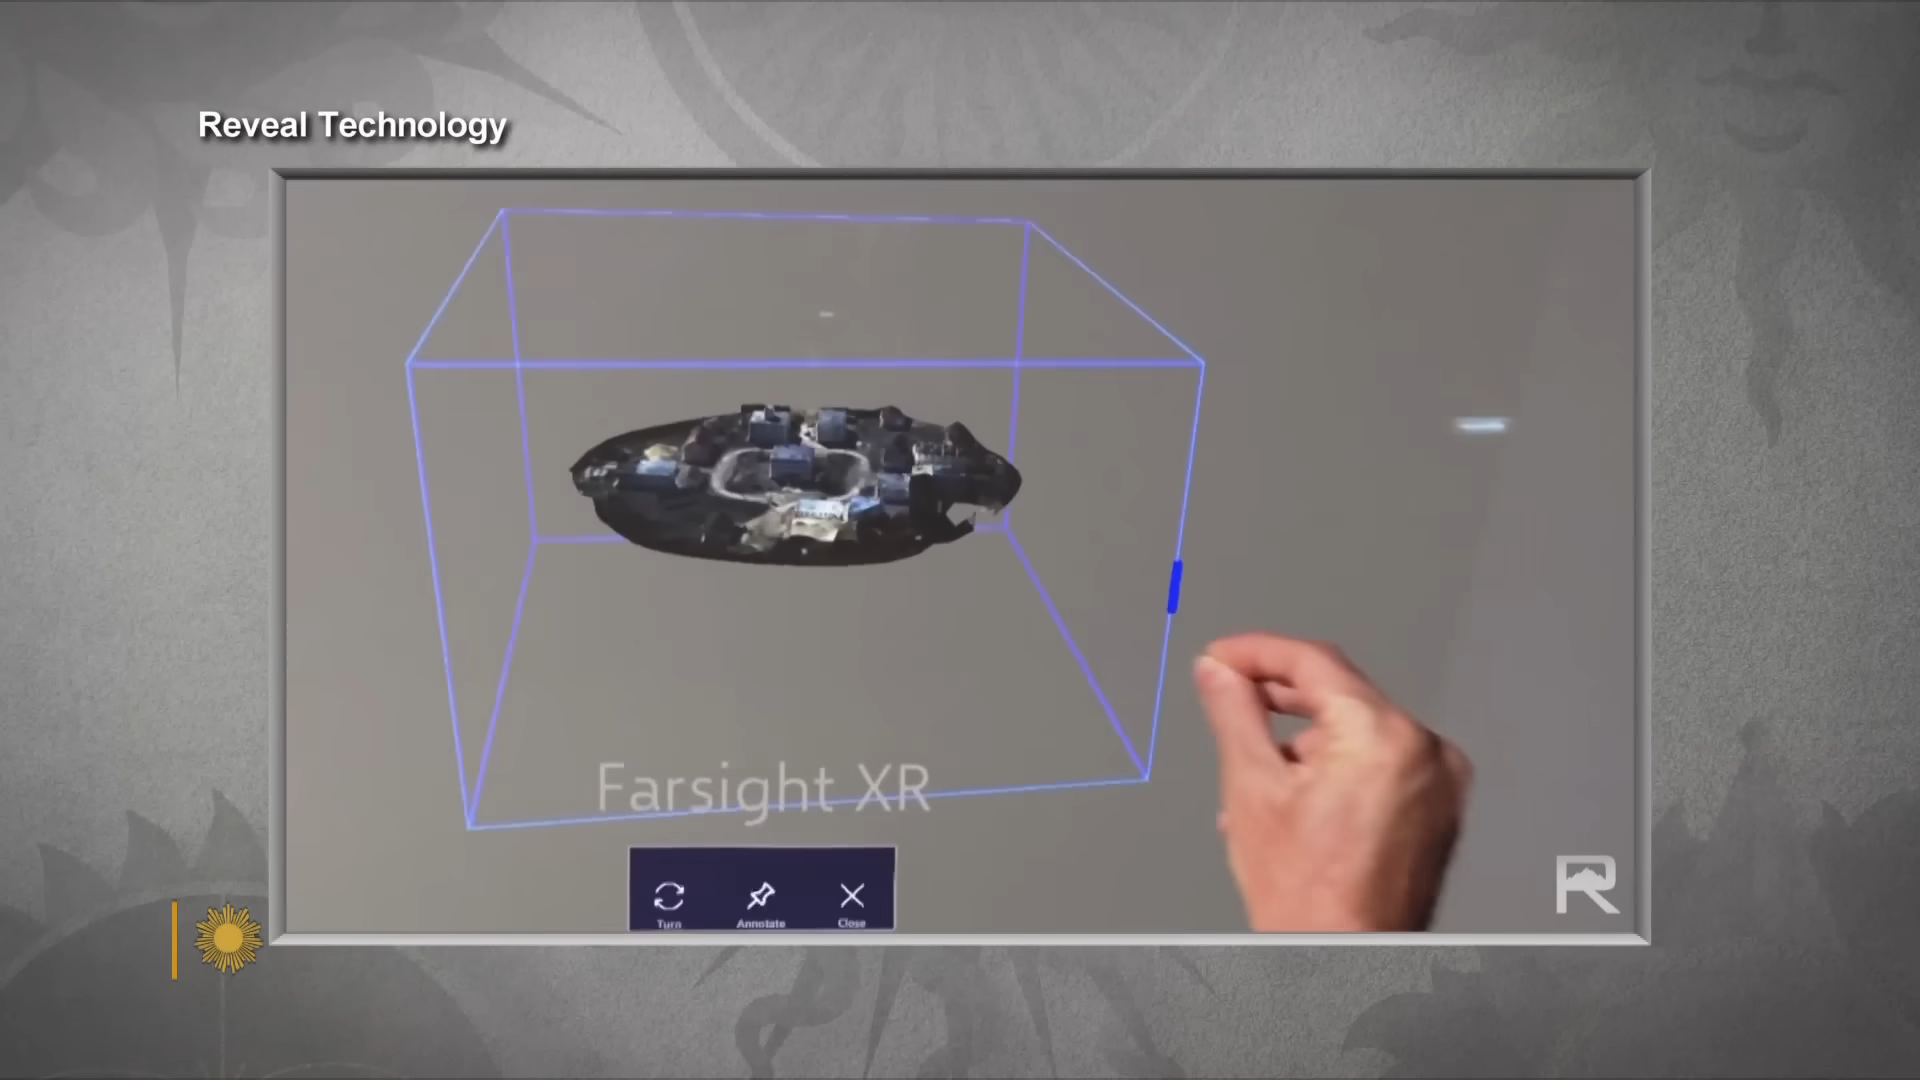 Reveal Technology
Farsight XR
Turn
Annotate
Close
R